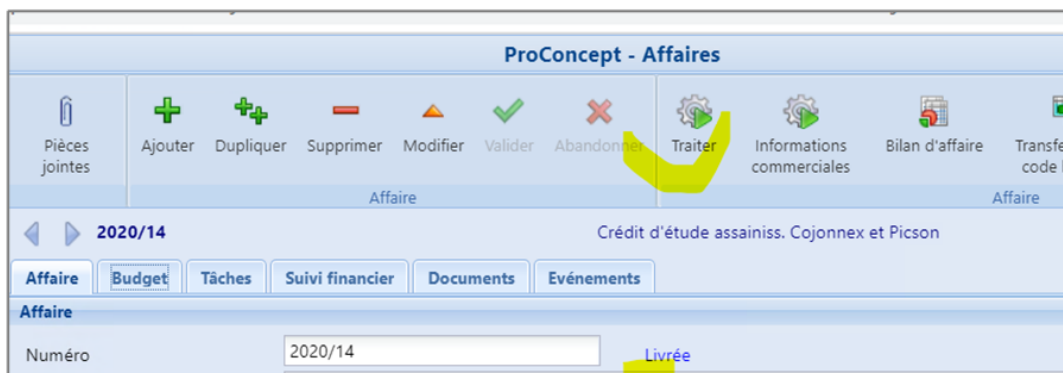 ProConcept - Affaires
Pièces jointes
Ajouter
Dupliquer
Supprimer
Modifier
Valider
Abandonner
Traiter
Informations commerciales
Bilan d'affaire
code
Affaire
Affaire
2020/14
Crédit d'étude assainiss. Cojonnex et Picson
Affaire
Budget
Tâches
Suivi financier
Documents
Evénements
Affaire
Numéro
2020/14
Livrée